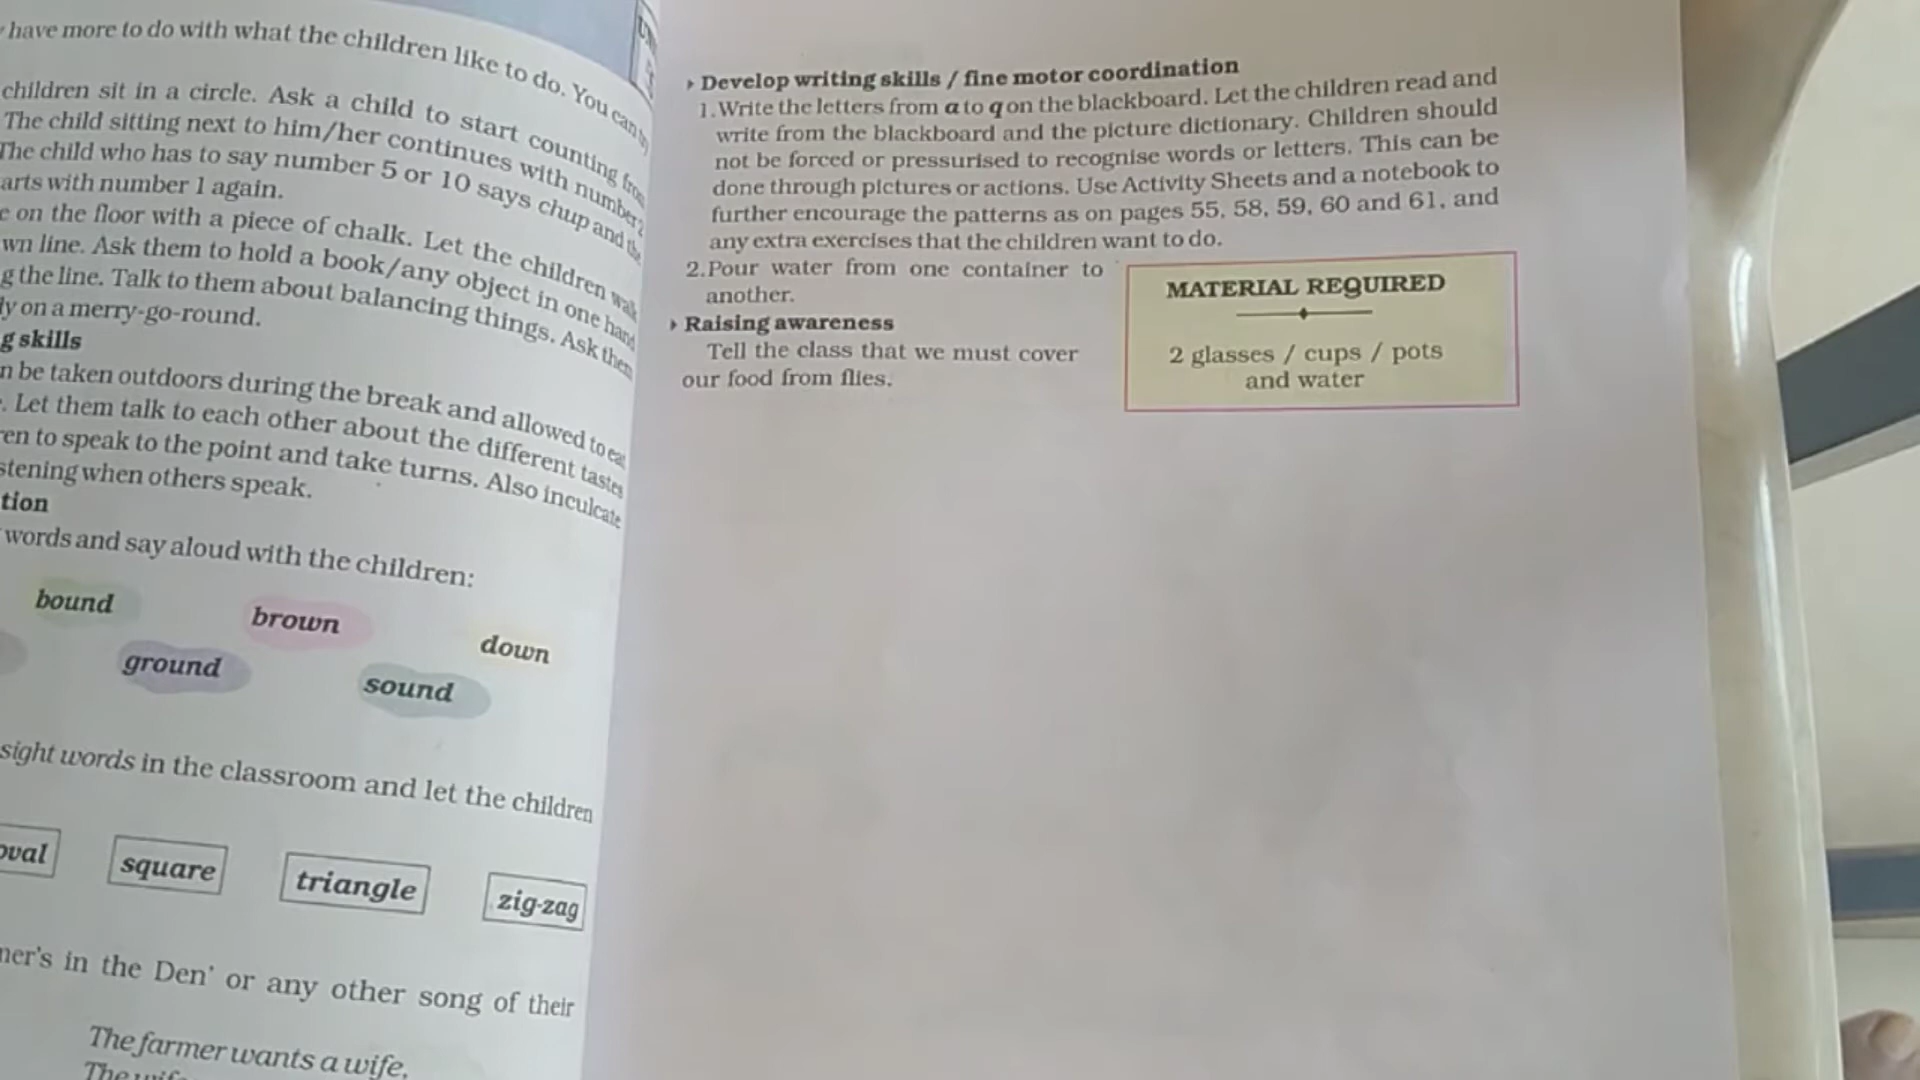 have more to do with what the children like to do. You can try
children sit in a circle. Ask a child to start counting from
The child sitting next to him/her continues with number 2
The child who has to say number 5 or 10 says chup and the
arts with number 1 again.
on the floor with a piece of chalk. Let the children walk
wn line. Ask them to hold a book/any object in one hand
g the line. Talk to them about balancing things. Ask them
ly on a merry-go-round.
g skills
n be taken outdoors during the break and allowed to eat
. Let them talk to each other about the different tastes
en to speak to the point and take turns. Also inculcate
stening when others speak.
tion
words and say aloud with the children:
bound
brown
down
ground
sound
sight words in the classroom and let the children
oval
square
triangle
zig-zag
mer's in the Den' or any other song of their
The farmer wants a wife,
▸ Develop writing skills / fine motor coordination
1. Write the letters from a to q on the blackboard. Let the children read and
write from the blackboard and the picture dictionary. Children should
not be forced or pressurised to recognise words or letters. This can be
done through pictures or actions. Use Activity Sheets and a notebook to
further encourage the patterns as on pages 55, 58, 59, 60 and 61, and
any extra exercises that the children want to do.
2. Pour water from one container to
another.
▸ Raising awareness
Tell the class that we must cover
our food from flies.
MATERIAL REQUIRED
2 glasses / cups / pots
and water